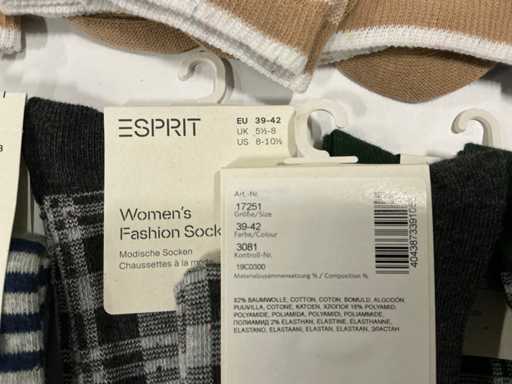 ESPRIT
EU 39-42
UK 5½-8
US 8-10½
Women's
Fashion Sock
Modische Socken
Chaussettes à la mo
Art.-Nr.
17251
Größe/Size
39-42
Farbe/Colour
3081
Kontroll-Nr.
19C0300
Materialzusammensetzung % / Composition %
82% BAUMWOLLE, COTTON, COTON, BOMULD, ALGODÓN,
PUUVILLA, COTONE, KATOEN, ХЛОПОК 16% POLYAMID,
POLYAMIDE, POLIAMIDA, POLYAMIDI, POLIAMMIDE,
ПОЛИАМИД 2% ELASTHAN, ELASTINE, ELASTHANNE,
ELASTANO, ELASTAANI, ELASTAN, ELASTAAN, ЭЛАСТАН